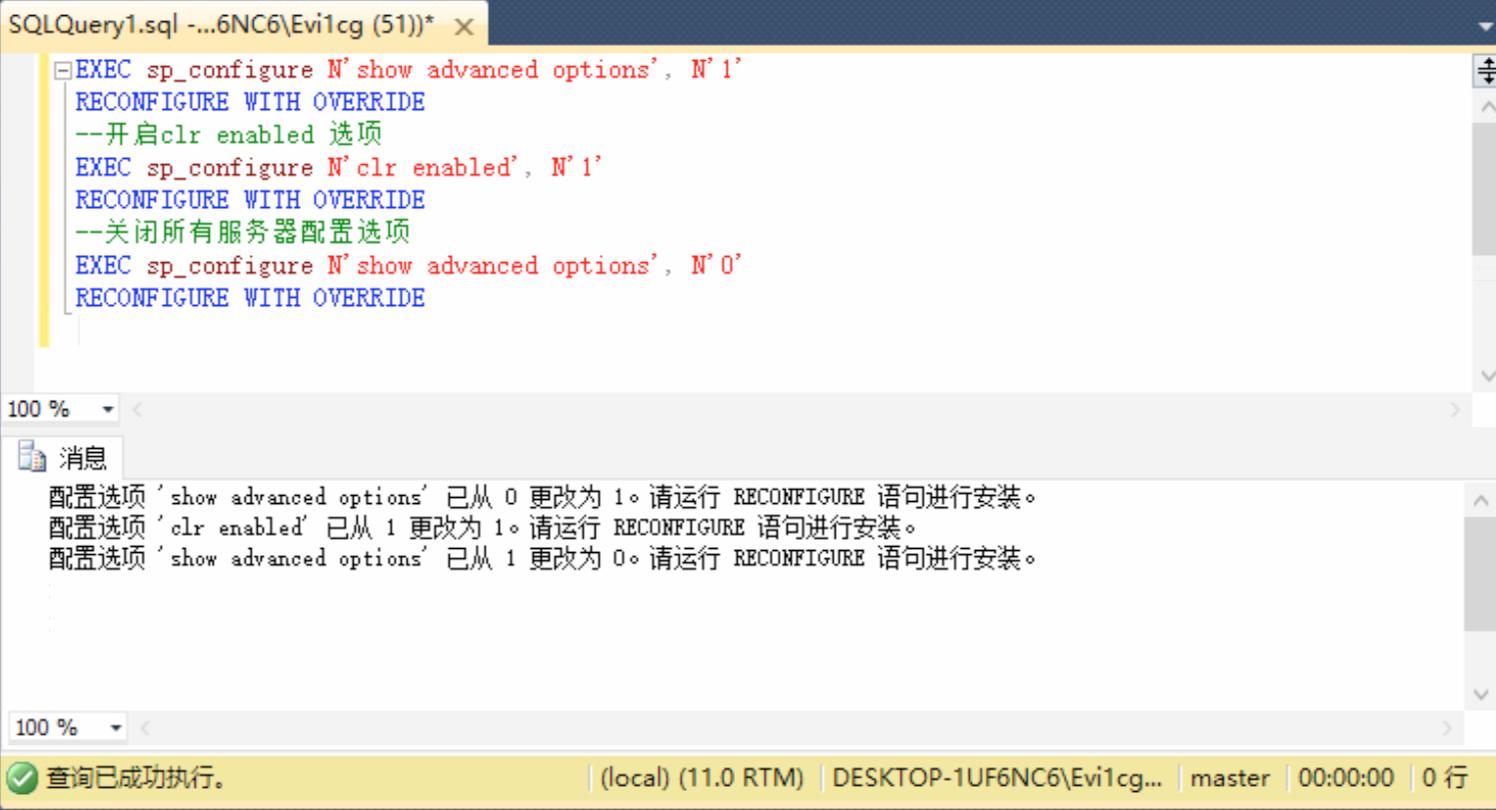 SQLQuery1.sql -...6NC6\Evi1cg (51))*
EXEC sp_configure N'show advanced options', N'1'
RECONFIGURE WITH OVERRIDE
--开启clr enabled 选项
EXEC sp_configure N'clr enabled', N'1'
RECONFIGURE WITH OVERRIDE
--关闭所有服务器配置选项
EXEC sp_configure N'show advanced options', N'0'
RECONFIGURE WITH OVERRIDE
100 %
消息
配置选项 'show advanced options' 已从 0 更改为 1。请运行 RECONFIGURE 语句进行安装。
配置选项 'clr enabled' 已从 1 更改为 1。请运行 RECONFIGURE 语句进行安装。
配置选项 'show advanced options' 已从 1 更改为 0。请运行 RECONFIGURE 语句进行安装。
100 %
查询已成功执行。 (local) (11.0 RTM) DESKTOP-1UF6NC6\Evi1cg... master 00:00:00 0 行